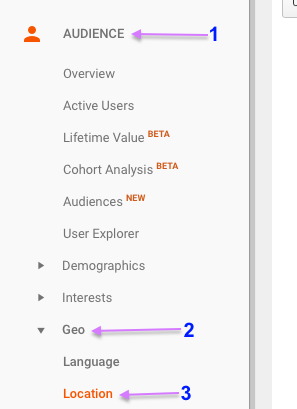 AUDIENCE 1
Overview
Active Users
Lifetime Value BETA
Cohort Analysis BETA
Audiences NEW
User Explorer
Demographics
Interests
Geo 2
Language
Location 3